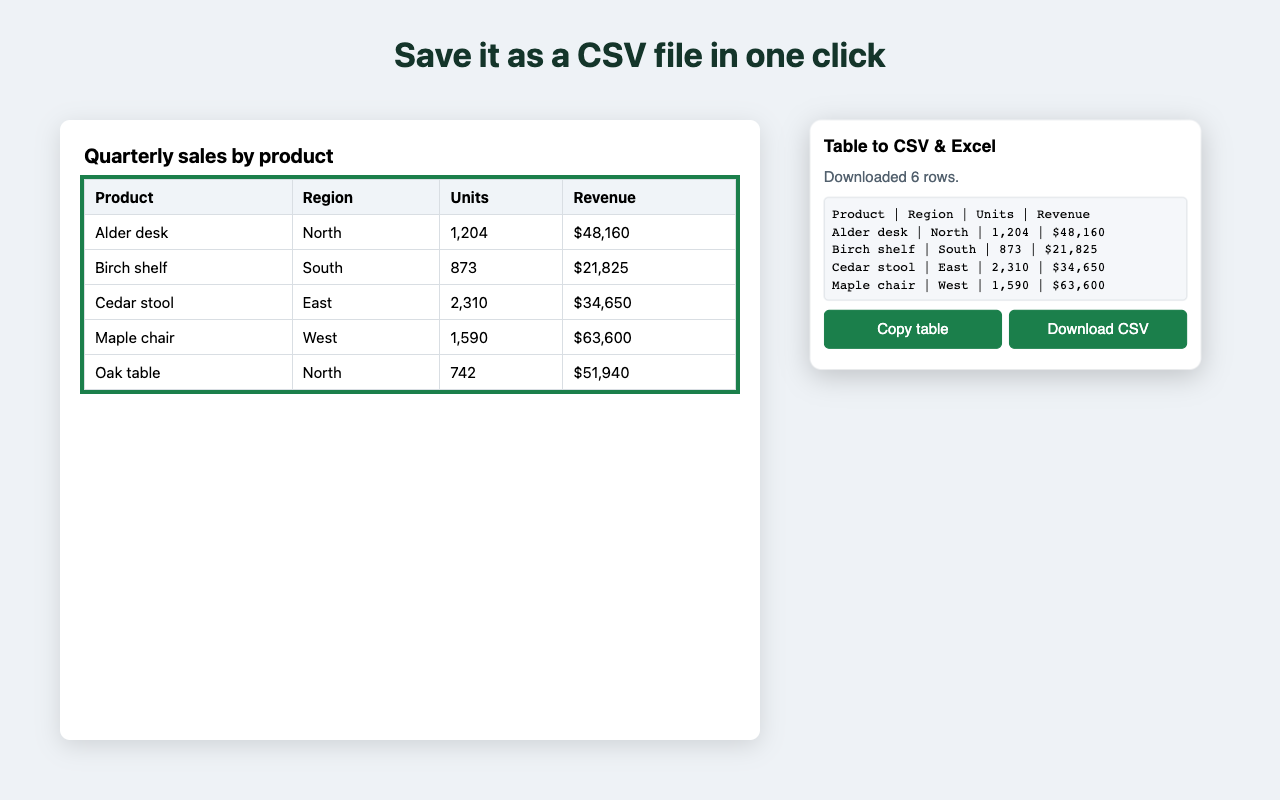 Save it as a CSV file in one click
Quarterly sales by product
Product Region Units Revenue
Alder desk North 1,204 $48,160
Birch shelf South 873 $21,825
Cedar stool East 2,310 $34,650
Maple chair West 1,590 $63,600
Oak table North 742 $51,940
Table to CSV & Excel
Downloaded 6 rows.
Product | Region | Units | Revenue
Alder desk | North | 1,204 | $48,160
Birch shelf | South | 873 | $21,825
Cedar stool | East | 2,310 | $34,650
Maple chair | West | 1,590 | $63,600
Copy table Download CSV